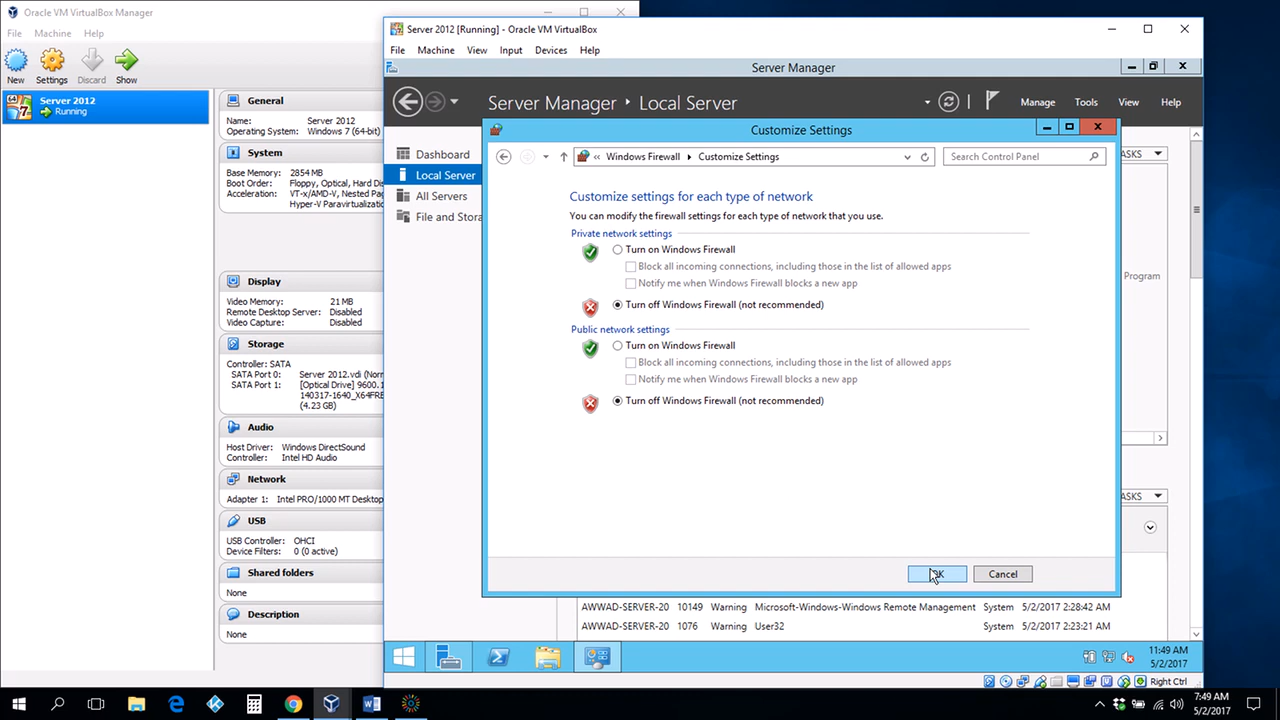 Oracle VM VirtualBox Manager
File Machine Help
New Settings Discard Show
Server 2012
Running
General
Name: Server 2012
Operating System: Windows 7 (64-bit)
System
Base Memory: 2854 MB
Boot Order: Floppy, Optical, Hard Di
Acceleration: VT-x/AMD-V, Nested Pag
Hyper-V Paravirtualizatio
Display
Video Memory: 21 MB
Remote Desktop Server: Disabled
Video Capture: Disabled
Storage
Controller: SATA
SATA Port 0: Server 2012.vdi (Norm
SATA Port 1: [Optical Drive] 9600.1
140317-1640_X64FRE
(4.23 GB)
Audio
Host Driver: Windows DirectSound
Controller: Intel HD Audio
Network
Adapter 1: Intel PRO/1000 MT Desktop
USB
USB Controller: OHCI
Device Filters: 0 (0 active)
Shared folders
None
Description
None
Server 2012 [Running] - Oracle VM VirtualBox
File Machine View Input Devices Help
Server Manager
Server Manager ‣ Local Server
Manage Tools View Help
Dashboard
Local Server
All Servers
File and Stora
ASKS
Program
ASKS
Customize Settings
« Windows Firewall ▸ Customize Settings
Search Control Panel
Customize settings for each type of network
You can modify the firewall settings for each type of network that you use.
Private network settings
Turn on Windows Firewall
Block all incoming connections, including those in the list of allowed apps
Notify me when Windows Firewall blocks a new app
Turn off Windows Firewall (not recommended)
Public network settings
Turn on Windows Firewall
Block all incoming connections, including those in the list of allowed apps
Notify me when Windows Firewall blocks a new app
Turn off Windows Firewall (not recommended)
OK Cancel
AWWAD-SERVER-20 10149 Warning Microsoft-Windows-Windows Remote Management System 5/2/2017 2:28:42 AM
AWWAD-SERVER-20 1076 Warning User32 System 5/2/2017 2:23:21 AM
11:49 AM
5/2/2017
Right Ctrl
7:49 AM
5/2/2017